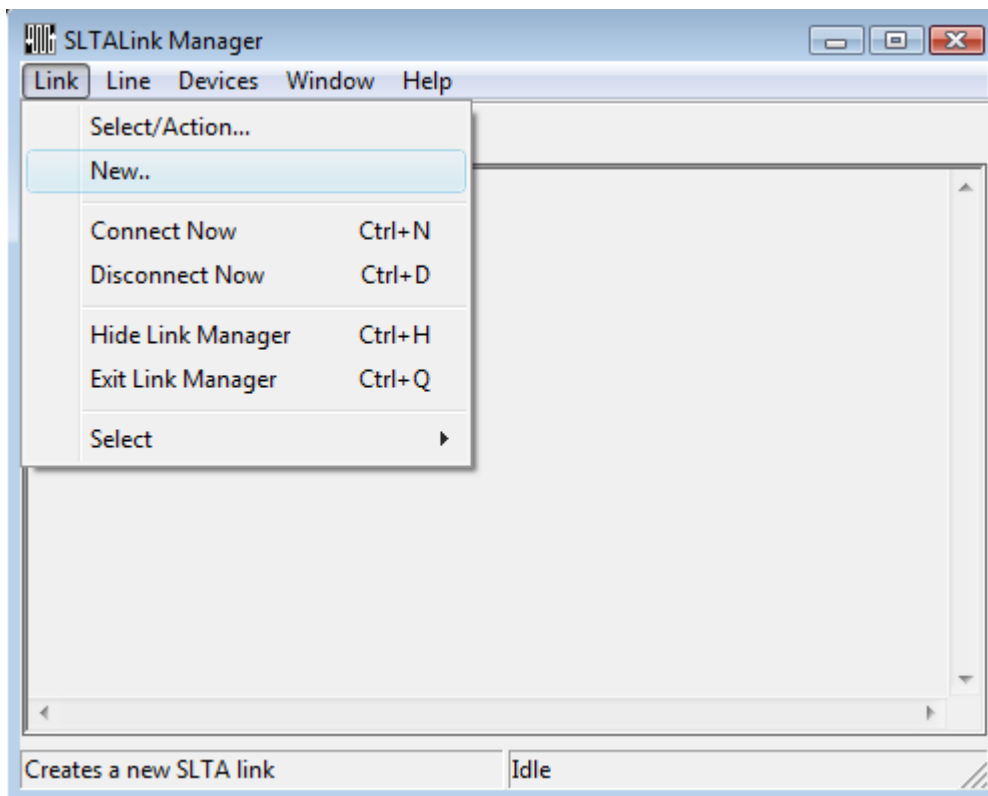 SLTALink Manager
Link Line Devices Window Help
Select/Action...
New..
Connect Now Ctrl+N
Disconnect Now Ctrl+D
Hide Link Manager Ctrl+H
Exit Link Manager Ctrl+Q
Select
Creates a new SLTA link Idle